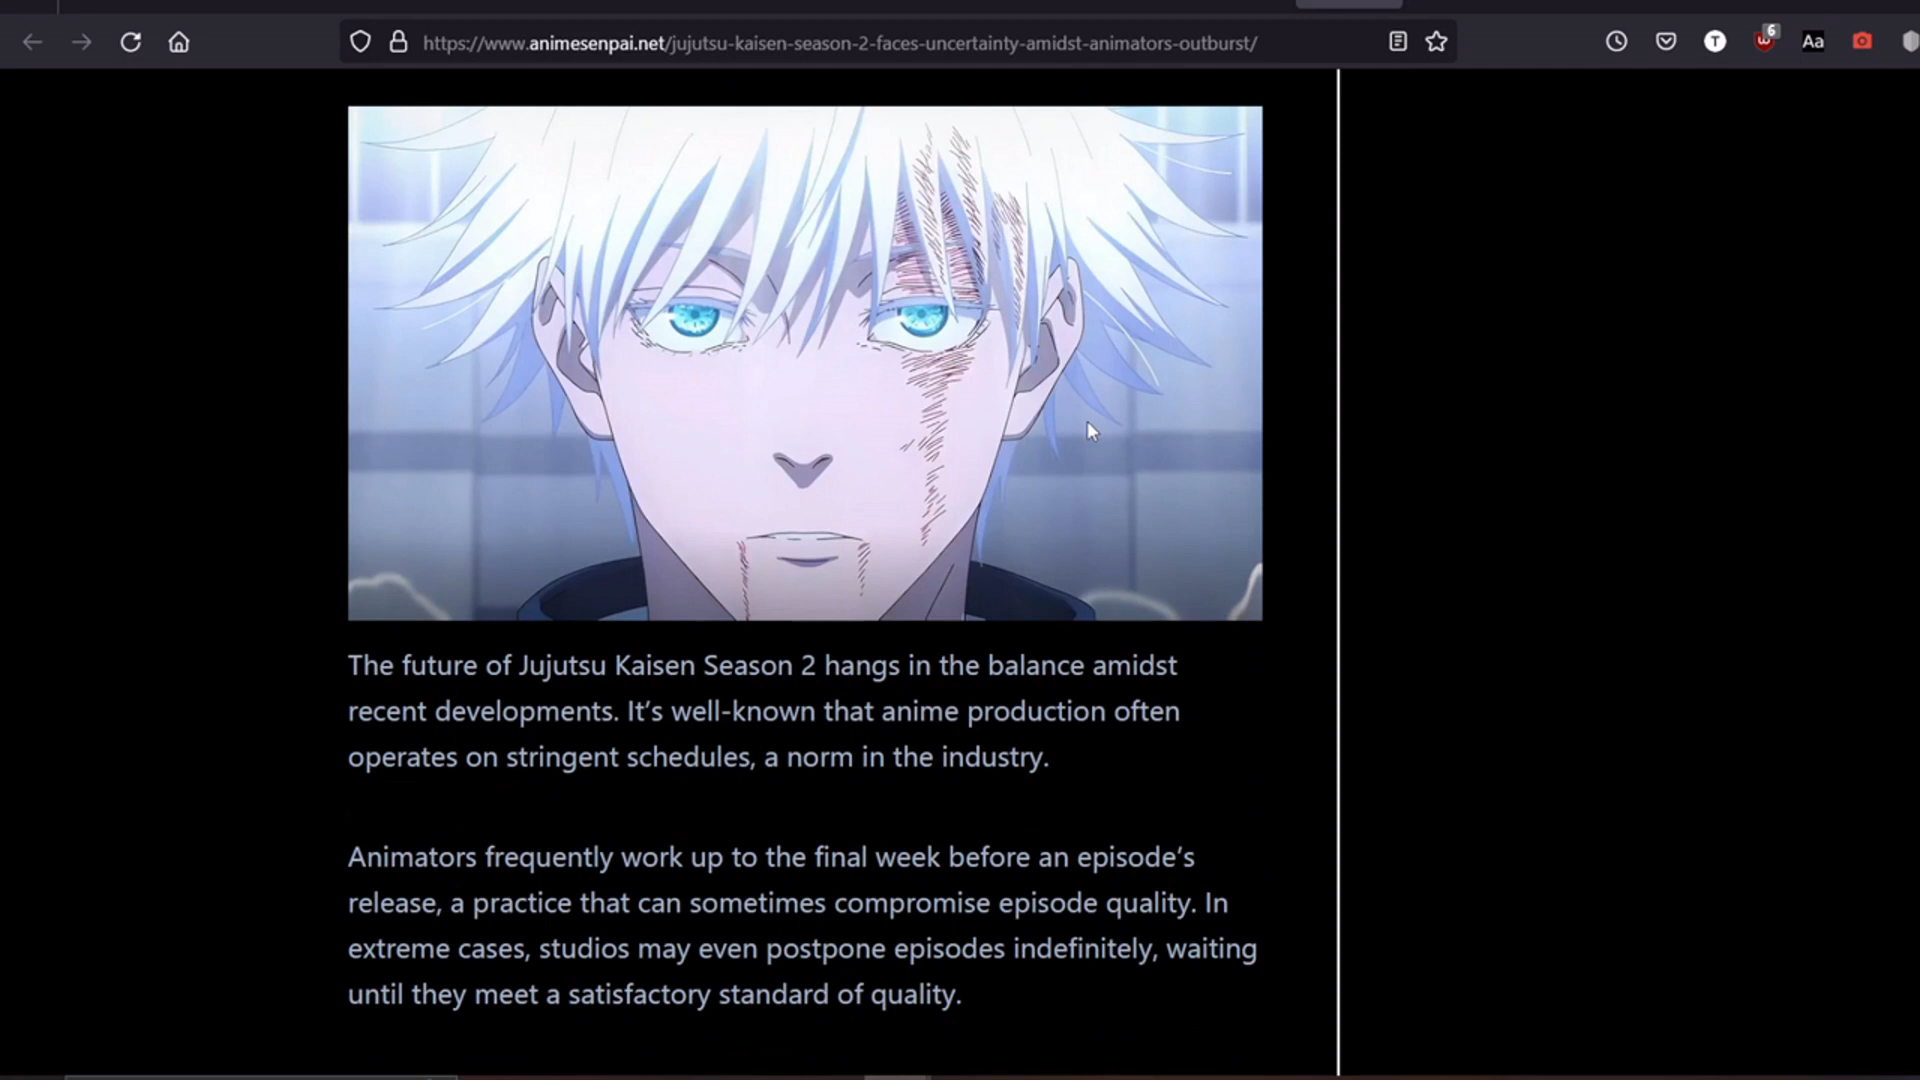 https://www.animesenpai.net/jujutsu-kaisen-season-2-faces-uncertainty-amidst-animators-outburst/
T
6
Aa
The future of Jujutsu Kaisen Season 2 hangs in the balance amidst
recent developments. It’s well-known that anime production often
operates on stringent schedules, a norm in the industry.
Animators frequently work up to the final week before an episode’s
release, a practice that can sometimes compromise episode quality. In
extreme cases, studios may even postpone episodes indefinitely, waiting
until they meet a satisfactory standard of quality.